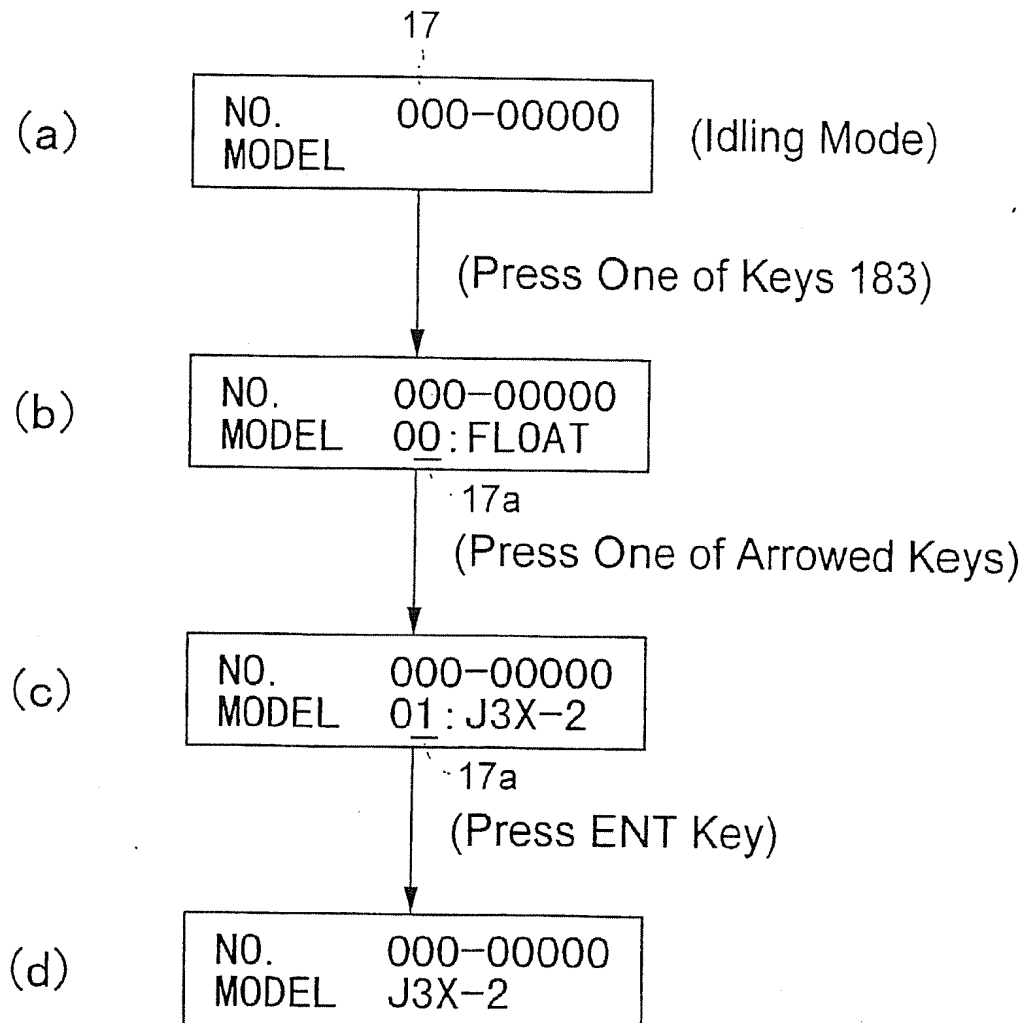 17
(a)
NO. 000-00000
MODEL
(Idling Mode)
(Press One of Keys 183)
(b)
NO. 000-00000
MODEL 00:FLOAT
17a
(Press One of Arrowed Keys)
(c)
NO. 000-00000
MODEL 01:J3X-2
17a
(Press ENT Key)
(d)
NO. 000-00000
MODEL J3X-2